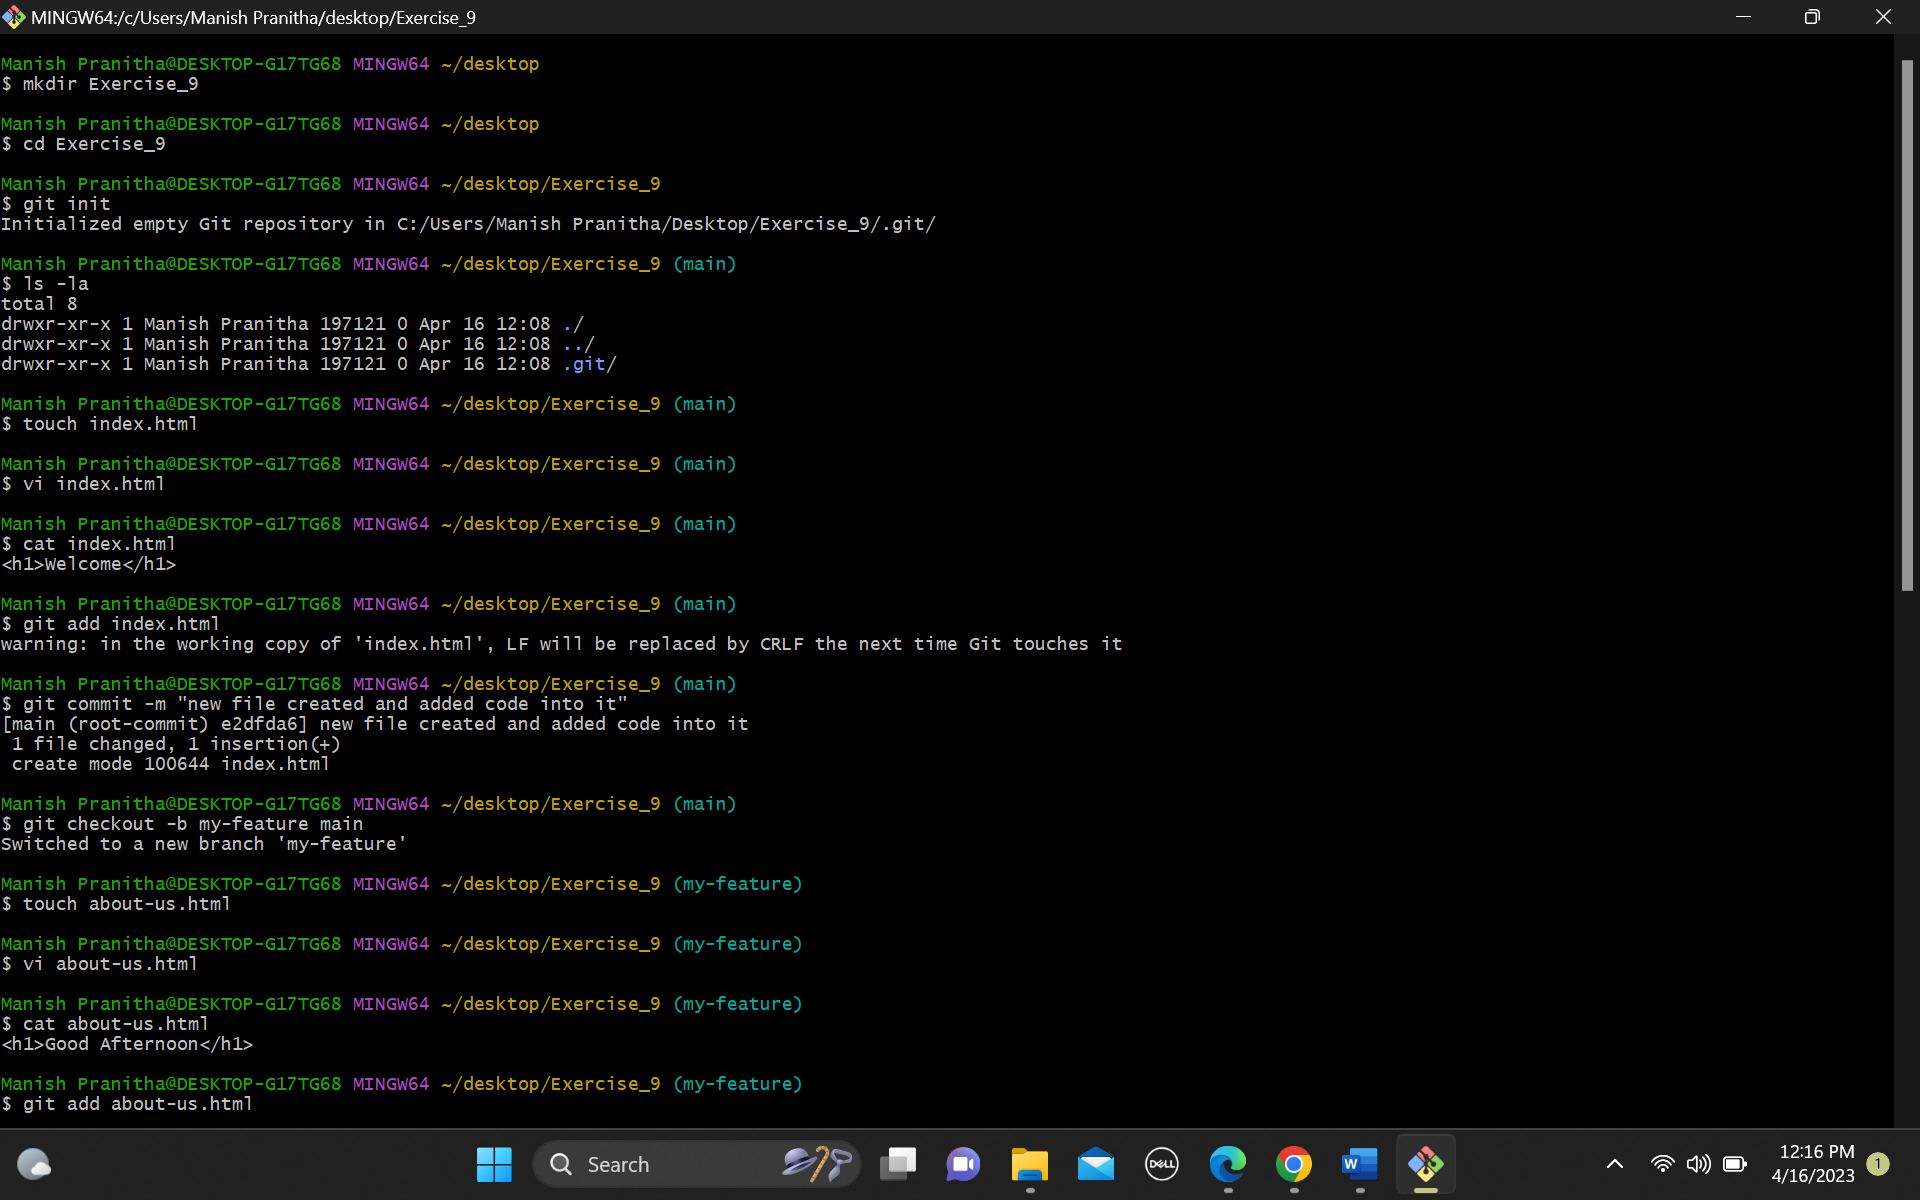 MINGW64:/c/Users/Manish Pranitha/desktop/Exercise_9
Manish Pranitha@DESKTOP-G17TG68 MINGW64 ~/desktop
$ mkdir Exercise_9
Manish Pranitha@DESKTOP-G17TG68 MINGW64 ~/desktop
$ cd Exercise_9
Manish Pranitha@DESKTOP-G17TG68 MINGW64 ~/desktop/Exercise_9
$ git init
Initialized empty Git repository in C:/Users/Manish Pranitha/Desktop/Exercise_9/.git/
Manish Pranitha@DESKTOP-G17TG68 MINGW64 ~/desktop/Exercise_9 (main)
$ ls -la
total 8
drwxr-xr-x 1 Manish Pranitha 197121 0 Apr 16 12:08 ./
drwxr-xr-x 1 Manish Pranitha 197121 0 Apr 16 12:08 ../
drwxr-xr-x 1 Manish Pranitha 197121 0 Apr 16 12:08 .git/
Manish Pranitha@DESKTOP-G17TG68 MINGW64 ~/desktop/Exercise_9 (main)
$ touch index.html
Manish Pranitha@DESKTOP-G17TG68 MINGW64 ~/desktop/Exercise_9 (main)
$ vi index.html
Manish Pranitha@DESKTOP-G17TG68 MINGW64 ~/desktop/Exercise_9 (main)
$ cat index.html
<h1>Welcome</h1>
Manish Pranitha@DESKTOP-G17TG68 MINGW64 ~/desktop/Exercise_9 (main)
$ git add index.html
warning: in the working copy of 'index.html', LF will be replaced by CRLF the next time Git touches it
Manish Pranitha@DESKTOP-G17TG68 MINGW64 ~/desktop/Exercise_9 (main)
$ git commit -m "new file created and added code into it"
[main (root-commit) e2dfda6] new file created and added code into it
1 file changed, 1 insertion(+)
create mode 100644 index.html
Manish Pranitha@DESKTOP-G17TG68 MINGW64 ~/desktop/Exercise_9 (main)
$ git checkout -b my-feature main
Switched to a new branch 'my-feature'
Manish Pranitha@DESKTOP-G17TG68 MINGW64 ~/desktop/Exercise_9 (my-feature)
$ touch about-us.html
Manish Pranitha@DESKTOP-G17TG68 MINGW64 ~/desktop/Exercise_9 (my-feature)
$ vi about-us.html
Manish Pranitha@DESKTOP-G17TG68 MINGW64 ~/desktop/Exercise_9 (my-feature)
$ cat about-us.html
<h1>Good Afternoon</h1>
Manish Pranitha@DESKTOP-G17TG68 MINGW64 ~/desktop/Exercise_9 (my-feature)
$ git add about-us.html
Search
DELL
W
12:16 PM
4/16/2023
1